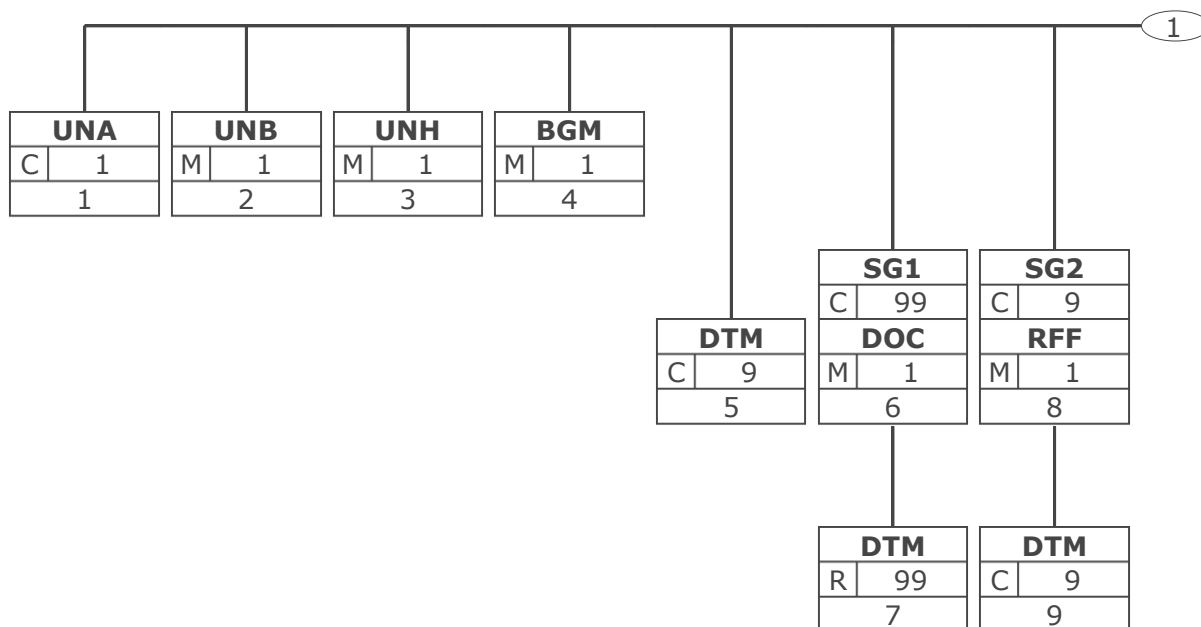 1
UNA UNB UNH BGM
C 1 M 1 M 1 M 1
1 2 3 4
SG1 SG2
C 99 C 9
DTM DOC RFF
C 9 M 1 M 1
5 6 8
DTM DTM
R 99 C 9
7 9